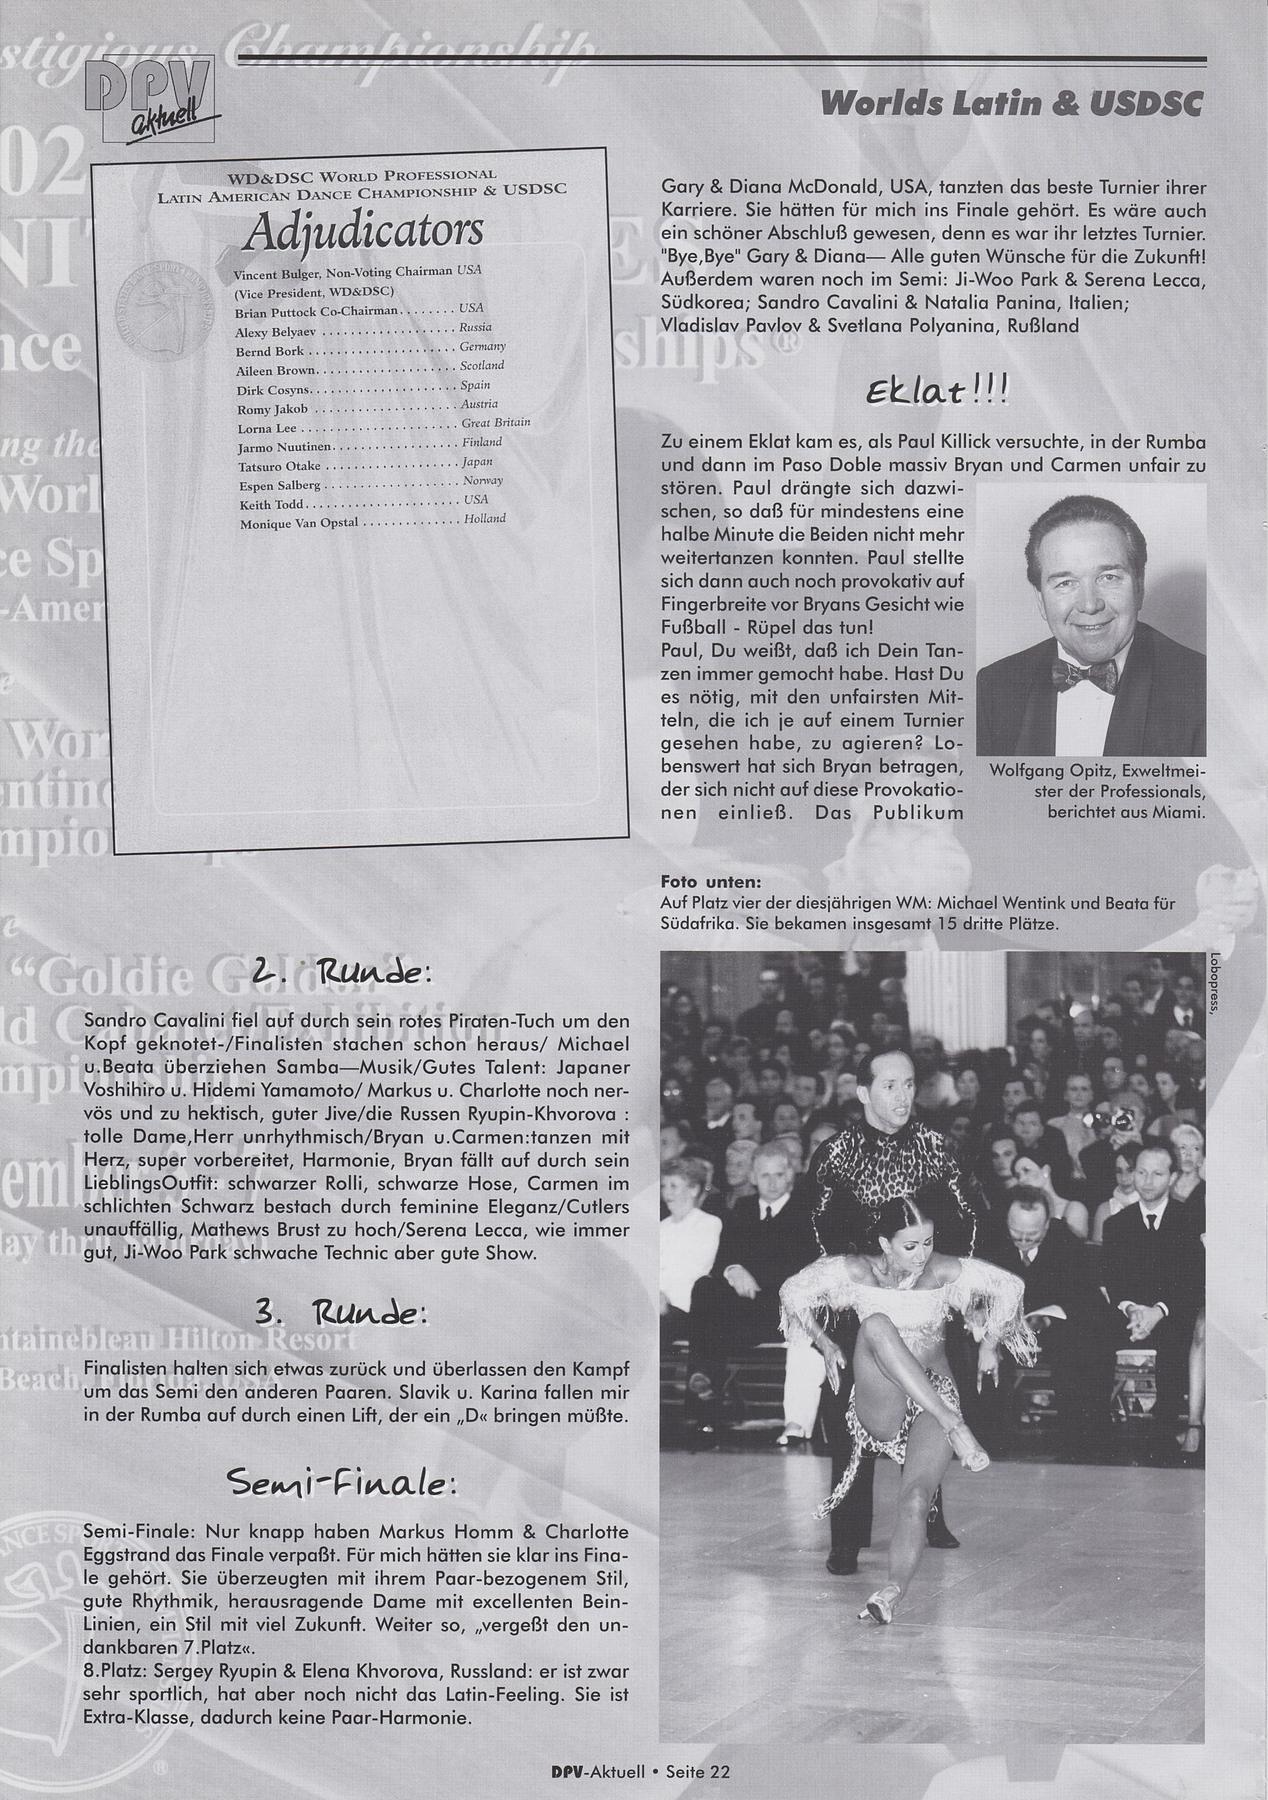 DPV
aktuell
Worlds Latin & USDSC
WD&DSC World Professional
Latin American Dance Championship & USDSC
Adjudicators
Vincent Bulger, Non-Voting Chairman USA
(Vice President, WD&DSC)
Brian Puttock Co-Chairman........ USA
Alexy Belyaev .................... Russia
Bernd Bork ...................... Germany
Aileen Brown..................... Scotland
Dirk Cosyns...................... Spain
Romy Jakob ..................... Austria
Lorna Lee ....................... Great Britain
Jarmo Nuutinen................... Finland
Tatsuro Otake .................... Japan
Espen Salberg .................... Norway
Keith Todd....................... USA
Monique Van Opstal .............. Holland
2. Runde:
Sandro Cavalini fiel auf durch sein rotes Piraten-Tuch um den
Kopf geknotet-/Finalisten stachen schon heraus/ Michael
u.Beata überziehen Samba—Musik/Gutes Talent: Japaner
Voshihiro u. Hidemi Yamamoto/ Markus u. Charlotte noch ner-
vös und zu hektisch, guter Jive/die Russen Ryupin-Khvorova :
tolle Dame,Herr unrhythmisch/Bryan u.Carmen:tanzen mit
Herz, super vorbereitet, Harmonie, Bryan fällt auf durch sein
LieblingsOutfit: schwarzer Rolli, schwarze Hose, Carmen im
schlichten Schwarz bestach durch feminine Eleganz/Cutlers
unauffällig, Mathews Brust zu hoch/Serena Lecca, wie immer
gut, Ji-Woo Park schwache Technic aber gute Show.
3. Runde:
Finalisten halten sich etwas zurück und überlassen den Kampf
um das Semi den anderen Paaren. Slavik u. Karina fallen mir
in der Rumba auf durch einen Lift, der ein „D« bringen müßte.
Semi-Finale:
Semi-Finale: Nur knapp haben Markus Homm & Charlotte
Eggstrand das Finale verpaßt. Für mich hätten sie klar ins Fina-
le gehört. Sie überzeugten mit ihrem Paar-bezogenem Stil,
gute Rhythmik, herausragende Dame mit excellenten Bein-
Linien, ein Stil mit viel Zukunft. Weiter so, „vergeßt den un-
dankbaren 7.Platz«.
8.Platz: Sergey Ryupin & Elena Khvorova, Russland: er ist zwar
sehr sportlich, hat aber noch nicht das Latin-Feeling. Sie ist
Extra-Klasse, dadurch keine Paar-Harmonie.
Gary & Diana McDonald, USA, tanzten das beste Turnier ihrer
Karriere. Sie hätten für mich ins Finale gehört. Es wäre auch
ein schöner Abschluß gewesen, denn es war ihr letztes Turnier.
"Bye,Bye" Gary & Diana— Alle guten Wünsche für die Zukunft!
Außerdem waren noch im Semi: Ji-Woo Park & Serena Lecca,
Südkorea; Sandro Cavalini & Natalia Panina, Italien;
Vladislav Pavlov & Svetlana Polyanina, Rußland
Eklat!!!
Zu einem Eklat kam es, als Paul Killick versuchte, in der Rumba
und dann im Paso Doble massiv Bryan und Carmen unfair zu
stören. Paul drängte sich dazwi-
schen, so daß für mindestens eine
halbe Minute die Beiden nicht mehr
weitertanzen konnten. Paul stellte
sich dann auch noch provokativ auf
Fingerbreite vor Bryans Gesicht wie
Fußball - Rüpel das tun!
Paul, Du weißt, daß ich Dein Tan-
zen immer gemocht habe. Hast Du
es nötig, mit den unfairsten Mit-
teln, die ich je auf einem Turnier
gesehen habe, zu agieren? Lo-
benswert hat sich Bryan betragen,
der sich nicht auf diese Provokatio-
nen einließ. Das Publikum
Wolfgang Opitz, Exweltmei-
ster der Professionals,
berichtet aus Miami.
Foto unten:
Auf Platz vier der diesjährigen WM: Michael Wentink und Beata für
Südafrika. Sie bekamen insgesamt 15 dritte Plätze.
Lobopress,
DPV-Aktuell • Seite 22